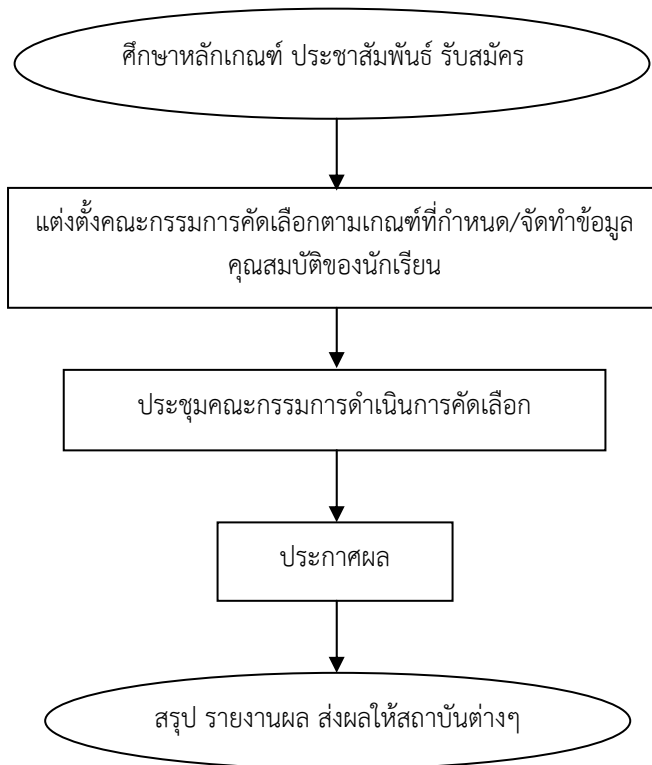 ศึกษาหลักเกณฑ์ ประชาสัมพันธ์ รับสมัคร
แต่งตั้งคณะกรรมการคัดเลือกตามเกณฑ์ที่กำหนด/จัดทำข้อมูล
คุณสมบัติของนักเรียน
ประชุมคณะกรรมการดำเนินการคัดเลือก
ประกาศผล
สรุป รายงานผล ส่งผลให้สถาบันต่างๆ